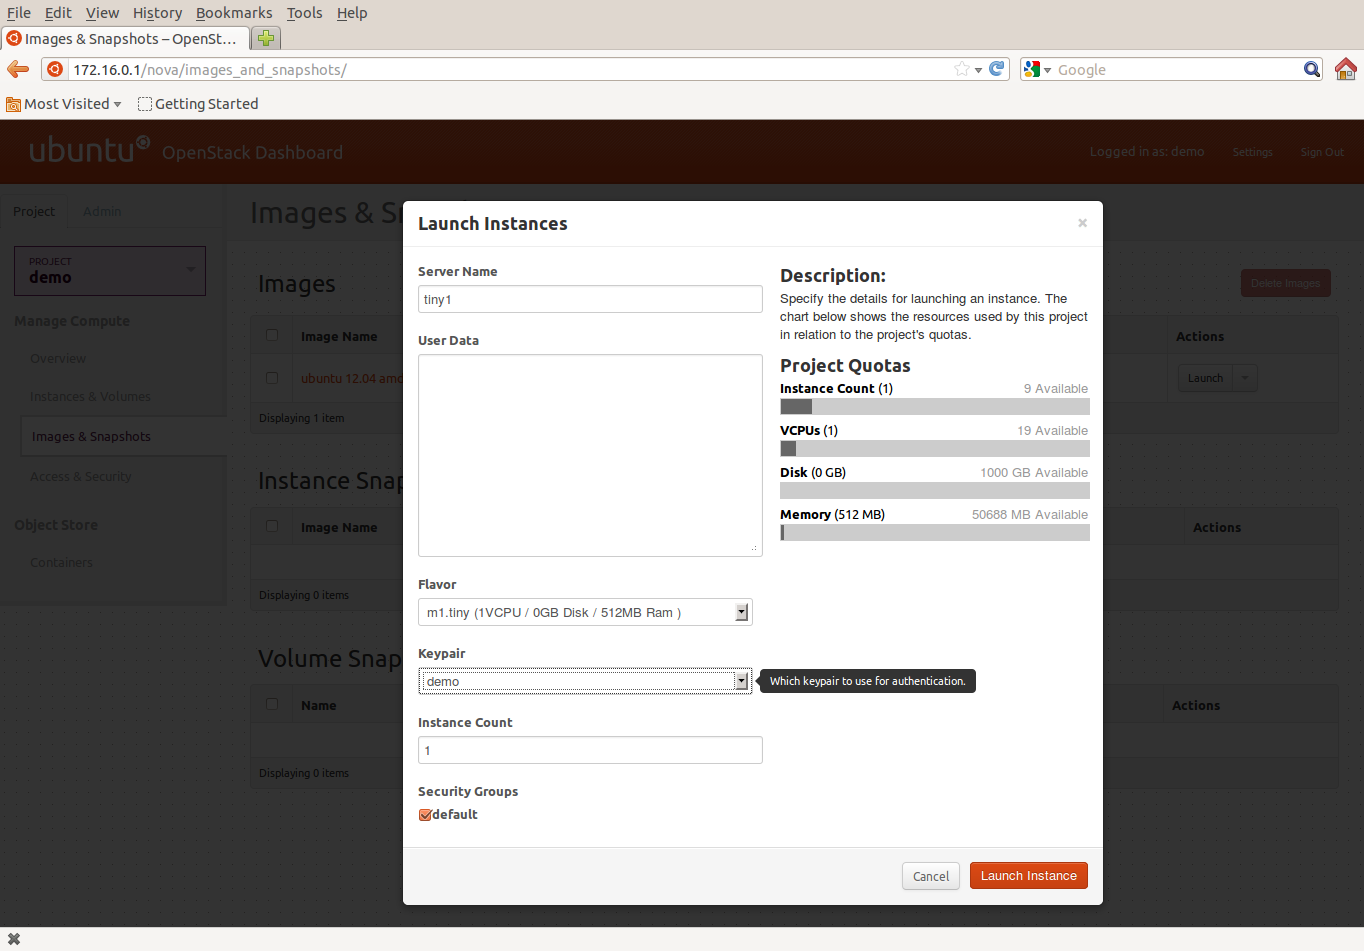 File Edit View History Bookmarks Tools Help
Images & Snapshots – OpenSt...
172.16.0.1/nova/images_and_snapshots/
Google
Most Visited Getting Started
ubuntu OpenStack Dashboard
Logged in as: demo Settings Sign Out
Project Admin
PROJECT
demo
Manage Compute
Overview
Instances & Volumes
Images & Snapshots
Access & Security
Object Store
Containers
Images & S
Images
Delete Images
Image Name Actions
ubuntu 12.04 amd
Launch
Displaying 1 item
Instance Snap
Image Name Actions
Displaying 0 items
Volume Snap
Name Actions
Displaying 0 items
Launch Instances ×
Server Name
tiny1
User Data
Flavor
m1.tiny (1VCPU / 0GB Disk / 512MB Ram )
Keypair
demo
Which keypair to use for authentication.
Instance Count
1
Security Groups
default
Description:
Specify the details for launching an instance. The
chart below shows the resources used by this project
in relation to the project's quotas.
Project Quotas
Instance Count (1) 9 Available
VCPUs (1) 19 Available
Disk (0 GB) 1000 GB Available
Memory (512 MB) 50688 MB Available
Cancel Launch Instance